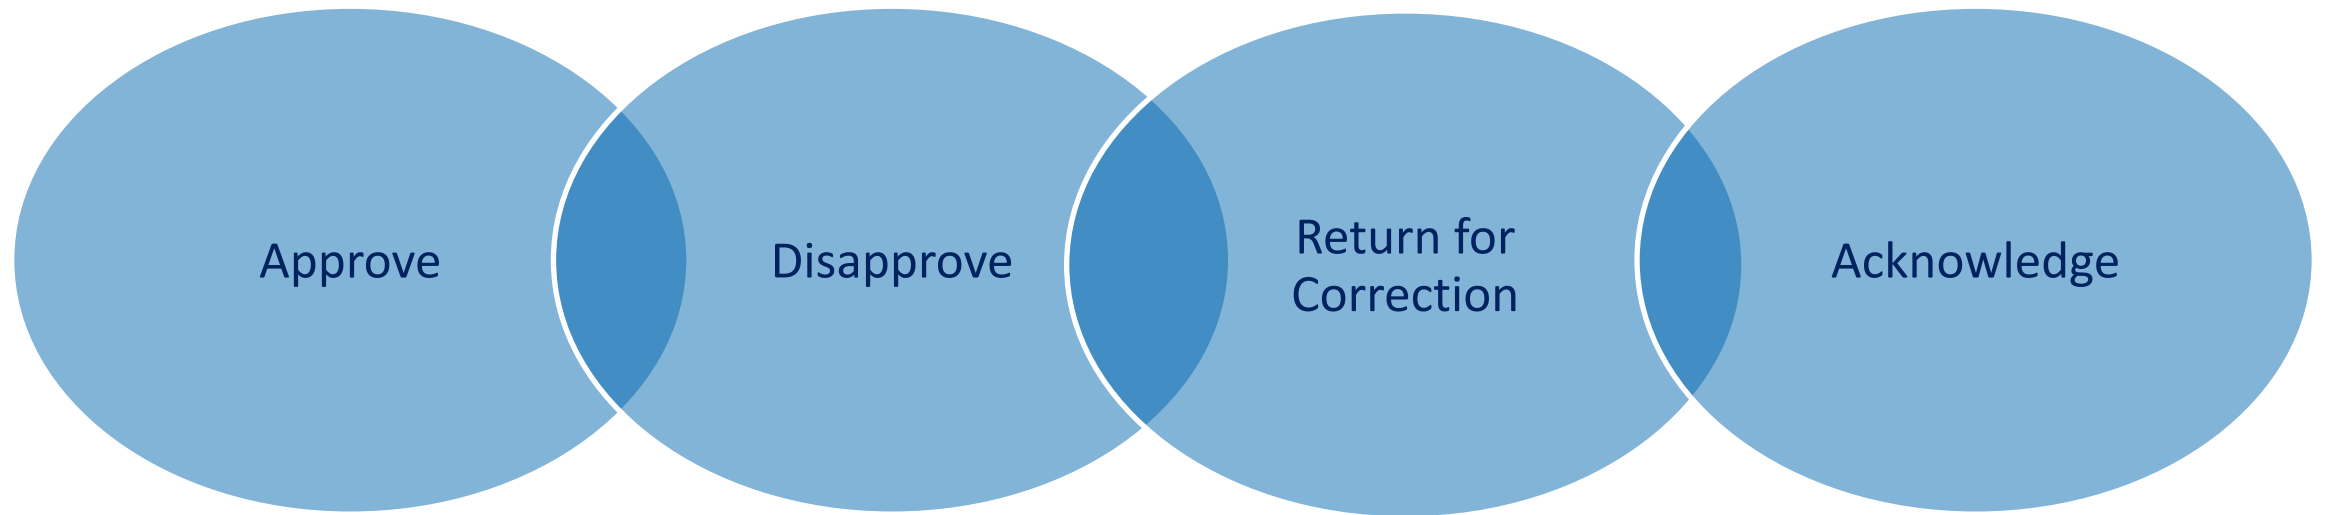 Approve
Disapprove
Return for
Correction
Acknowledge